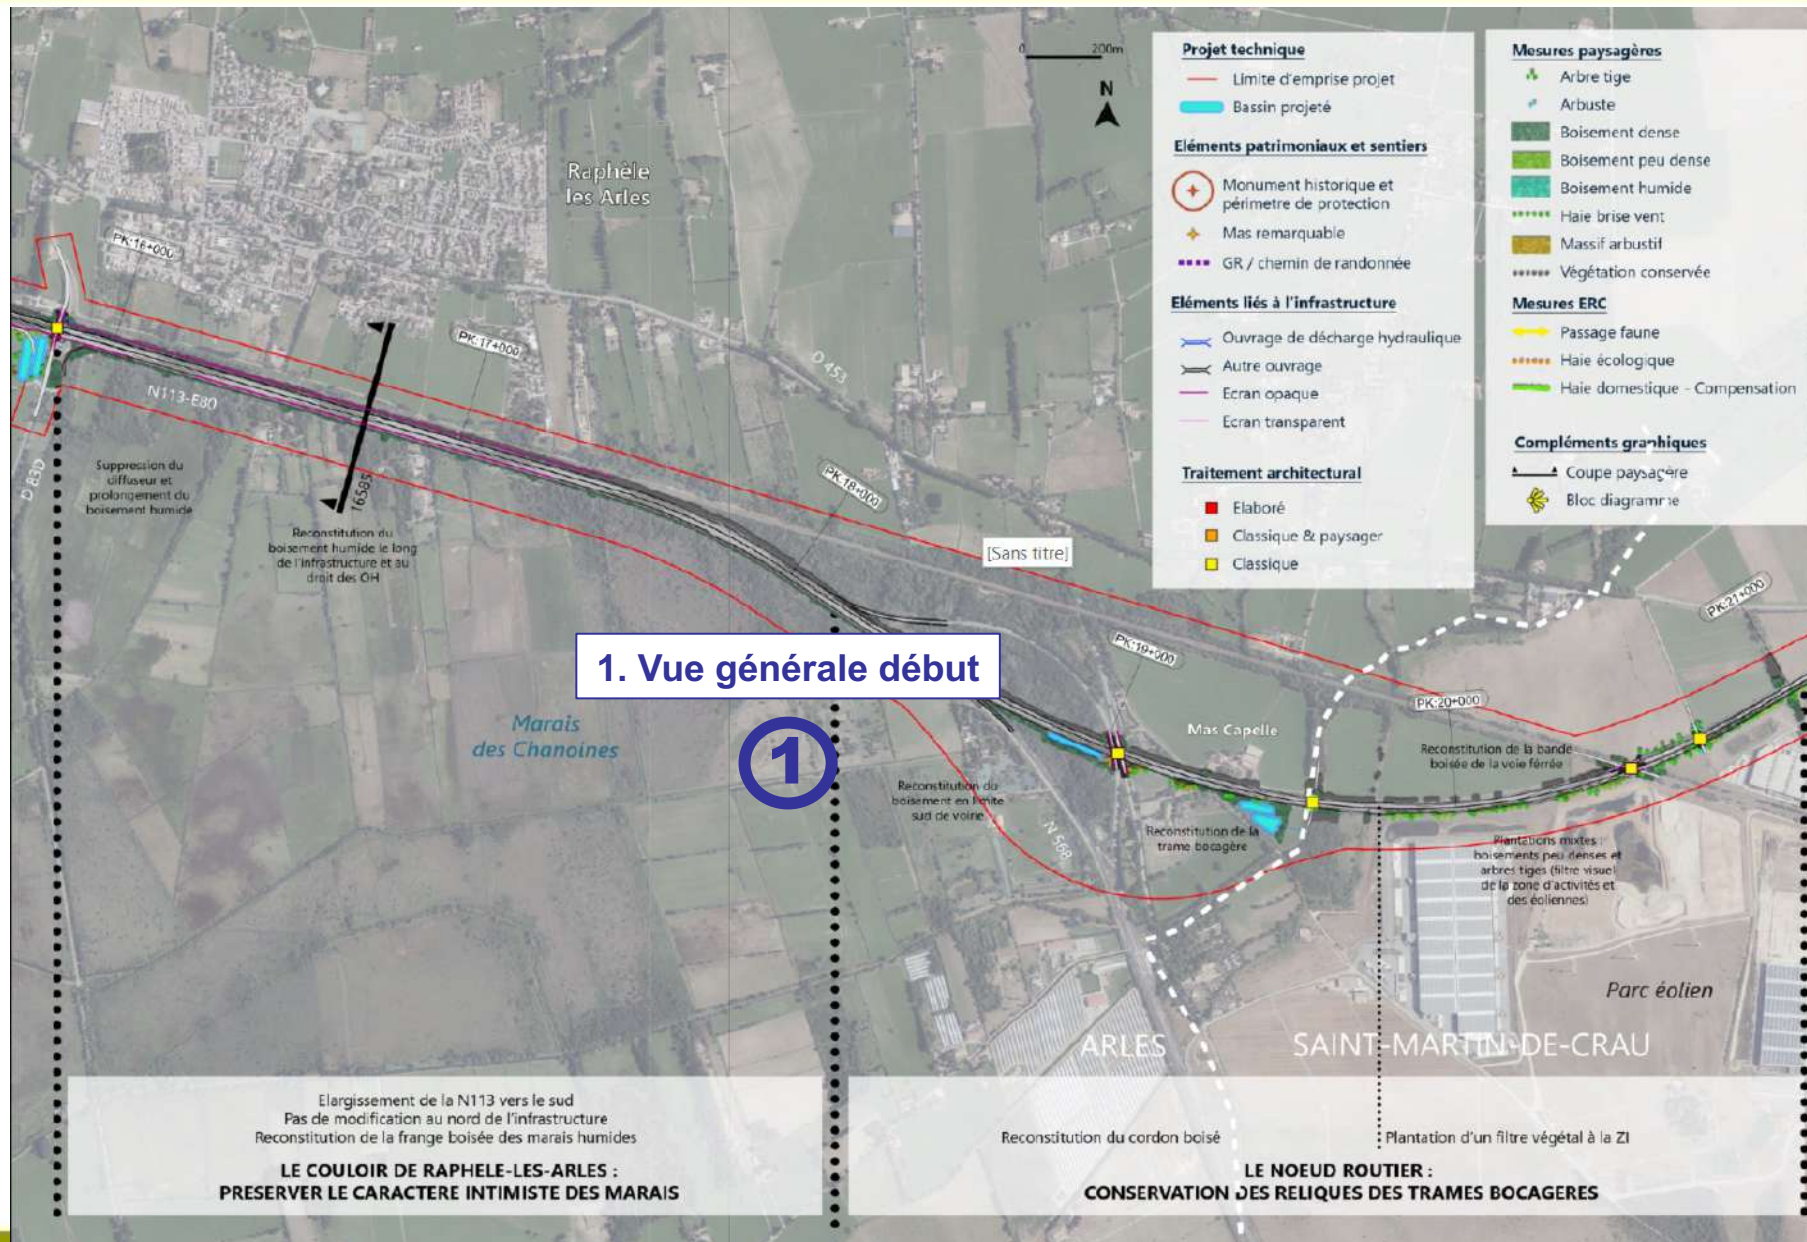 0 200m
N
Projet technique
Limite d'emprise projet
Bassin projeté
Eléments patrimoniaux et sentiers
Monument historique et
périmetre de protection
Mas remarquable
GR / chemin de randonnée
Eléments liés à l'infrastructure
Ouvrage de décharge hydraulique
Autre ouvrage
Ecran opaque
Ecran transparent
Traitement architectural
Elaboré
Classique & paysager
Classique
Mesures paysagères
Arbre tige
Arbuste
Boisement dense
Boisement peu dense
Boisement humide
Haie brise vent
Massif arbustif
Végétation conservée
Mesures ERC
Passage faune
Haie écologique
Haie domestique - Compensation
Compléments graphiques
Coupe paysagère
Bloc diagramme
Raphèle
les Arles
PK:16+000
PK:17+000
D 453
N113-E80
D 83D
16585
PK:18+000
Suppression du
diffuseur et
prolongement du
boisement humide
Reconstitution du
boisement humide le long
de l'infrastructure et au
droit des OH
[Sans titre]
PK:21+000
PK:19+000
1. Vue générale début
PK:20+000
Marais
des Chanoines
1
Mas Capelle
Reconstitution de la bande
boisée de la voie férrée
Reconstitution du
boisement en limite
sud de voirie
N 568
Reconstitution de la
trame bocagère
Plantations mixtes :
boisements peu denses et
arbres tiges (filtre visuel
de la zone d'activités et
des éoliennes)
Parc éolien
ARLES
SAINT-MARTIN-DE-CRAU
Elargissement de la N113 vers le sud
Pas de modification au nord de l'infrastructure
Reconstitution de la frange boisée des marais humides
LE COULOIR DE RAPHELE-LES-ARLES :
PRESERVER LE CARACTERE INTIMISTE DES MARAIS
Reconstitution du cordon boisé
Plantation d'un filtre végétal à la ZI
LE NOEUD ROUTIER :
CONSERVATION DES RELIQUES DES TRAMES BOCAGERES